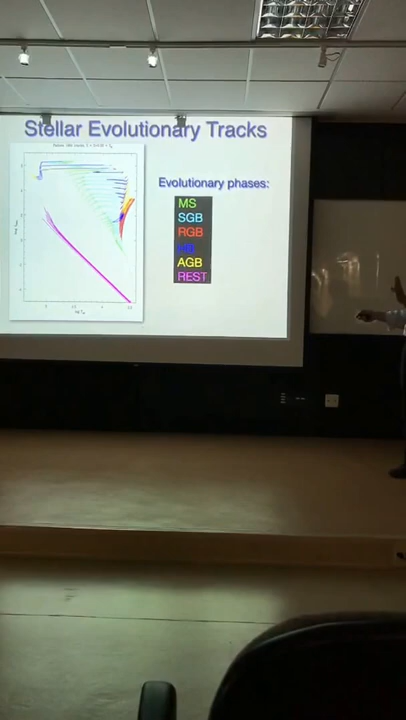 Stellar Evolutionary Tracks
Evolutionary phases:
MS
SGB
RGB
AGB
REST